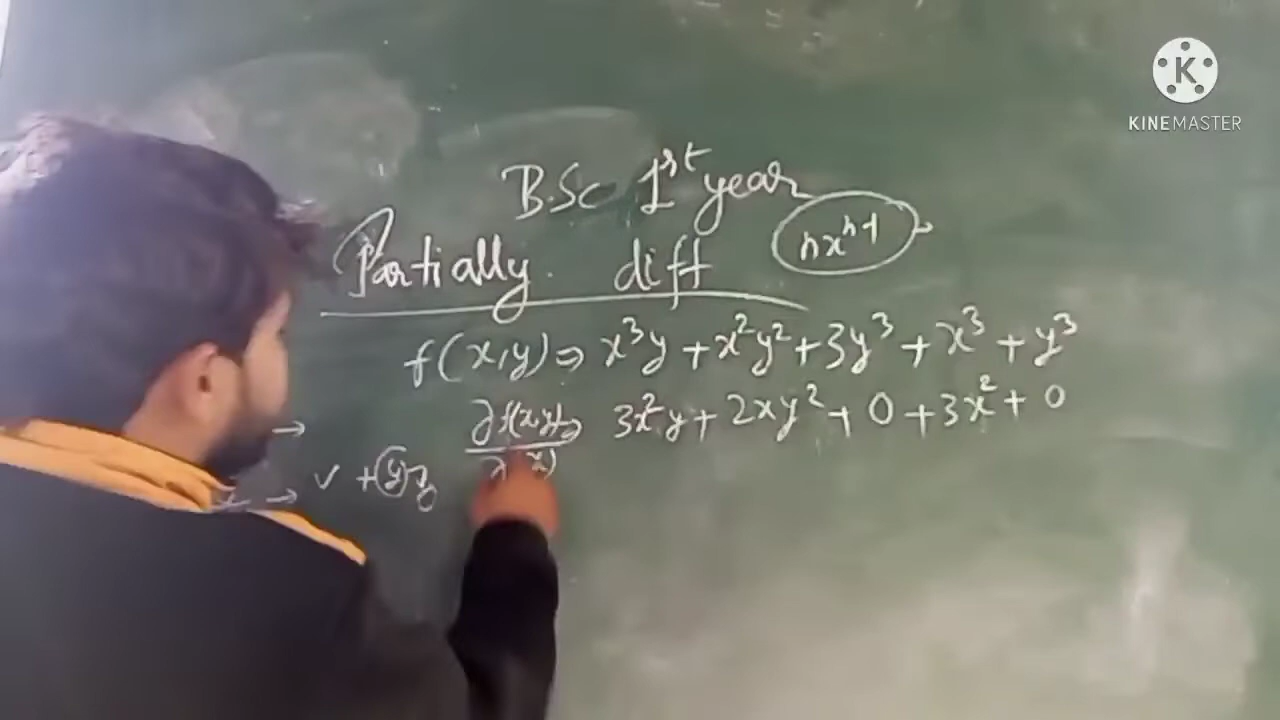 K
KINEMASTER
B.Sc 1st year
Partially diff nx^n-1
f(x,y) ⇒ x³y + x²y² + 3y³ + x³ + y³
∂f(x,y) ⇒ 3x²y + 2xy² + 0 + 3x² + 0